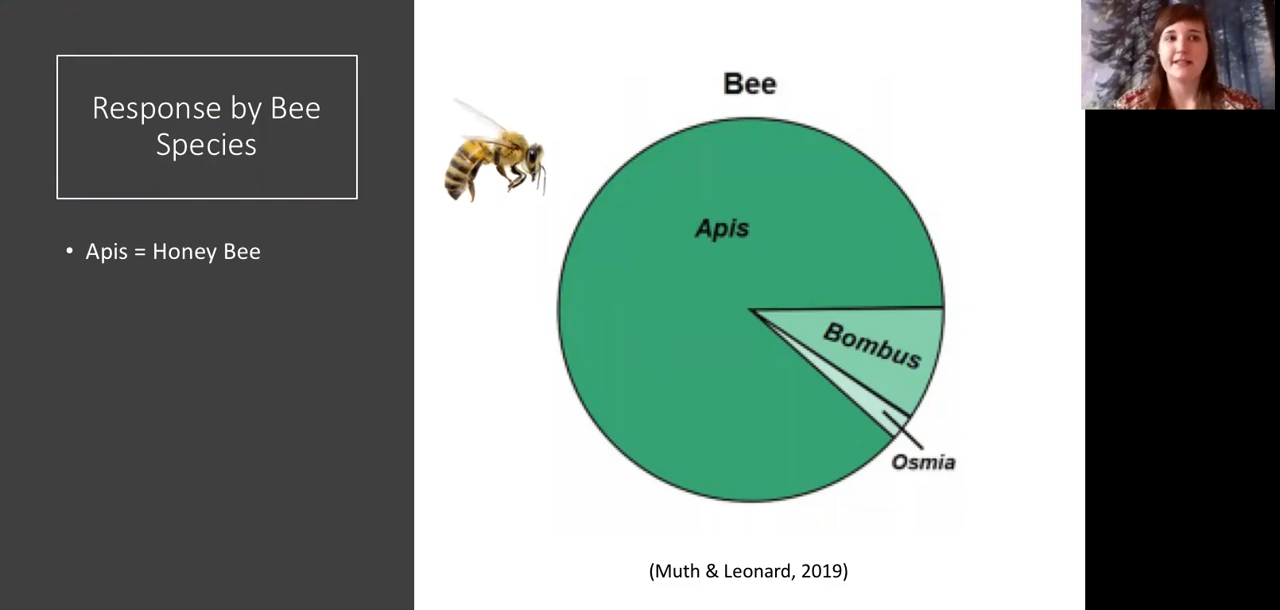 Response by Bee
Species
• Apis = Honey Bee
Bee
Apis
Bombus
Osmia
(Muth & Leonard, 2019)